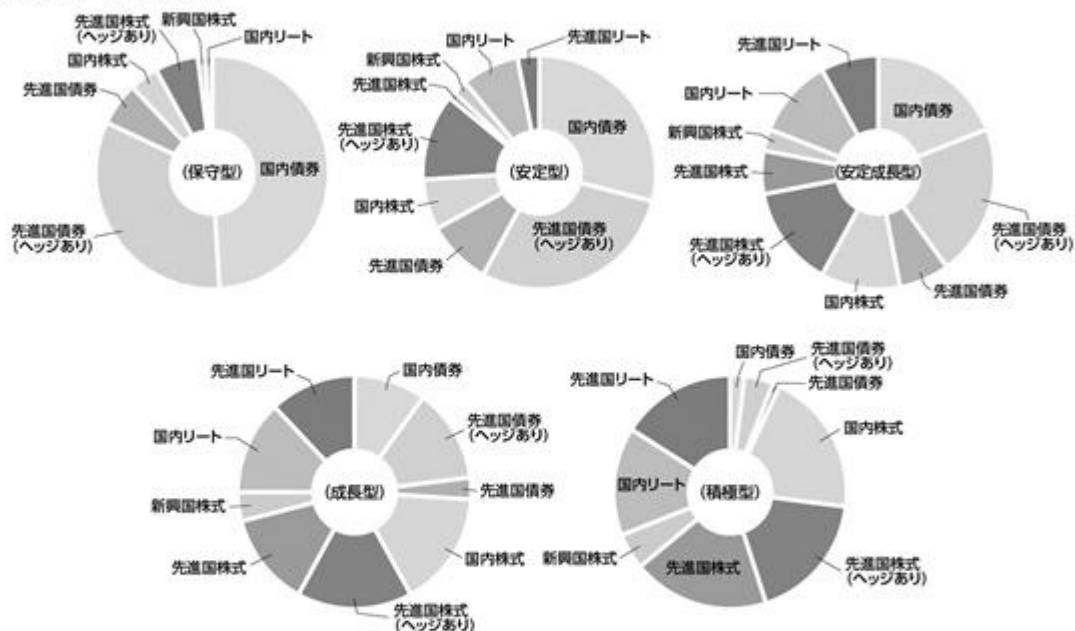 先進国株式
(ヘッジあり)
新興国株式
国内リート
国内株式
先進国債券
国内債券
(保守型)
先進国債券
(ヘッジあり)
国内リート
先進国リート
新興国株式
先進国株式
先進国株式
(ヘッジあり)
国内債券
(安定型)
国内株式
先進国債券
先進国債券
(ヘッジあり)
先進国リート
国内リート
国内債券
新興国株式
先進国株式
(安定成長型)
先進国株式
(ヘッジあり)
先進国債券
(ヘッジあり)
国内株式
先進国債券
先進国リート
国内債券
国内リート
先進国債券
(ヘッジあり)
(成長型)
先進国債券
新興国株式
先進国株式
国内株式
先進国株式
(ヘッジあり)
国内債券
先進国債券
(ヘッジあり)
先進国リート
先進国債券
国内株式
国内リート
(積極型)
新興国株式
先進国株式
先進国株式
(ヘッジあり)